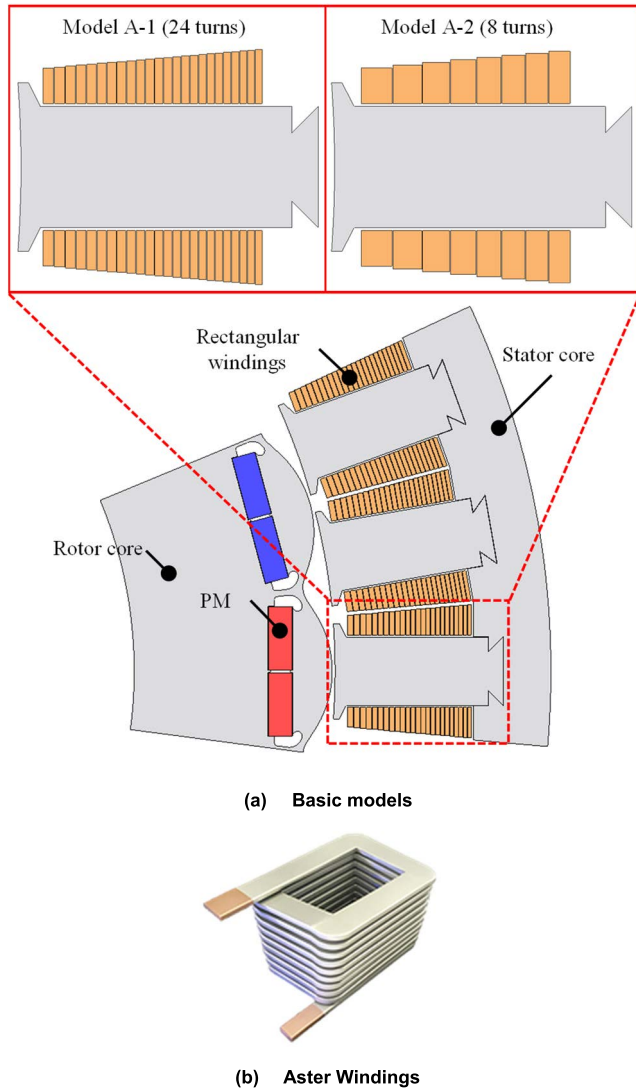 Model A-1 (24 turns)
Model A-2 (8 turns)
Rectangular
windings
Stator core
Rotor core
PM
(a) Basic models
(b) Aster Windings